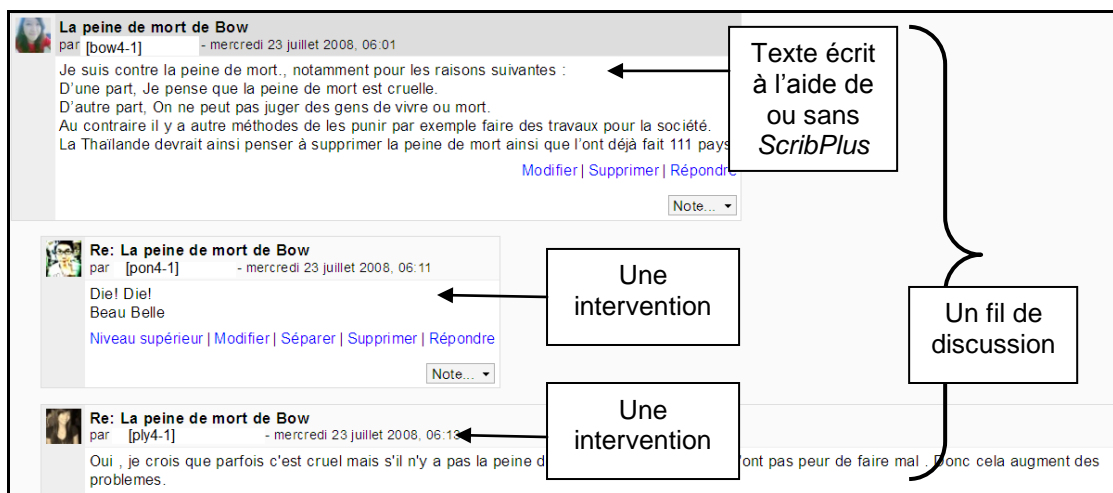 La peine de mort de Bow
par [bow4-1] - mercredi 23 juillet 2008, 06:01
Je suis contre la peine de mort., notamment pour les raisons suivantes :
D'une part, Je pense que la peine de mort est cruelle.
D'autre part, On ne peut pas juger des gens de vivre ou mort.
Au contraire il y a autre méthodes de les punir par exemple faire des travaux pour la société.
La Thaïlande devrait ainsi penser à supprimer la peine de mort ainsi que l'ont déjà fait 111 pays
Modifier | Supprimer | Répondre
Note...
Texte écrit
à l'aide de
ou sans
ScribPlus
Re: La peine de mort de Bow
par [pon4-1] - mercredi 23 juillet 2008, 06:11
Die! Die!
Beau Belle
Niveau supérieur | Modifier | Séparer | Supprimer | Répondre
Note...
Une
intervention
Un fil de
discussion
Re: La peine de mort de Bow
par [ply4-1] - mercredi 23 juillet 2008, 06:13
Une
intervention
Oui , je crois que parfois c'est cruel mais s'il n'y a pas la peine d 'ont pas peur de faire mal . Donc cela augment des
problemes.